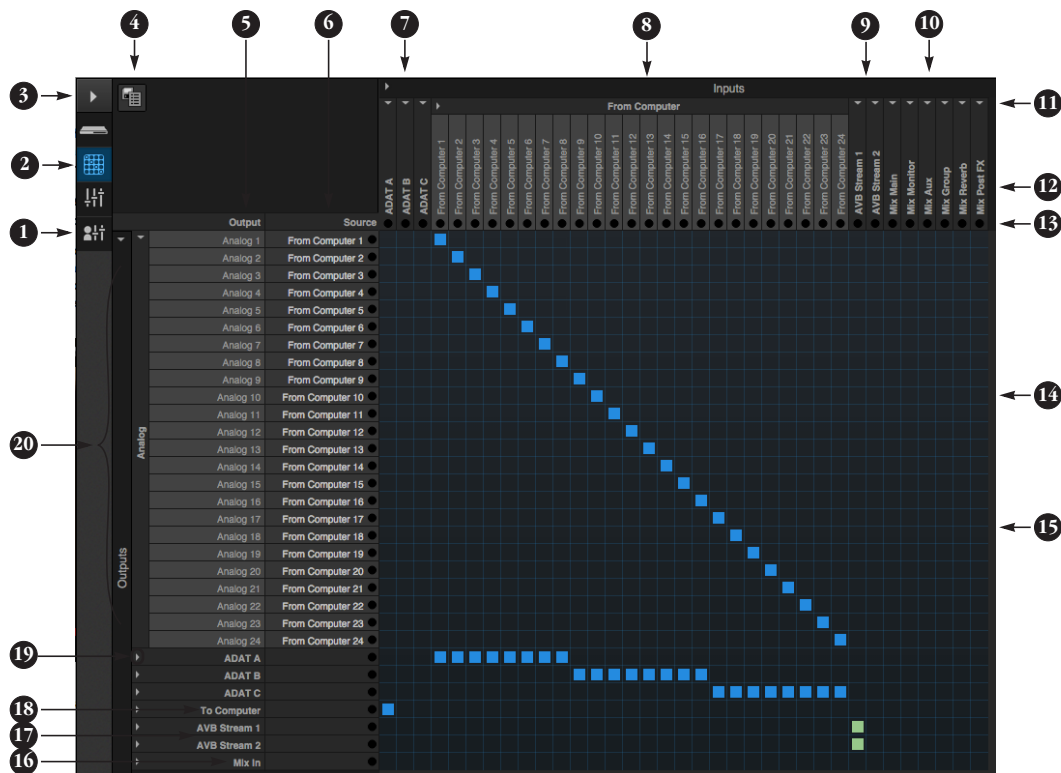 4
5
6
7
8
9
10
3
Inputs
11
From Computer
2
ADAT A
ADAT B
ADAT C
From Computer 1
From Computer 2
From Computer 3
From Computer 4
From Computer 5
From Computer 6
From Computer 7
From Computer 8
From Computer 9
From Computer 10
From Computer 11
From Computer 12
From Computer 13
From Computer 14
From Computer 15
From Computer 16
From Computer 17
From Computer 18
From Computer 19
From Computer 20
From Computer 21
From Computer 22
From Computer 23
From Computer 24
AVB Stream 1
AVB Stream 2
Mix Main
Mix Monitor
Mix Aux
Mix Group
Mix Reverb
Mix Post FX
12
Output Source
13
1
Analog 1 From Computer 1
Analog 2 From Computer 2
Analog 3 From Computer 3
Analog 4 From Computer 4
Analog 5 From Computer 5
Analog 6 From Computer 6
Analog 7 From Computer 7
Analog 8 From Computer 8
Analog 9 From Computer 9
Analog 10 From Computer 10
14
Analog 11 From Computer 11
Analog 12 From Computer 12
20
Analog
Analog 13 From Computer 13
Analog 14 From Computer 14
Analog 15 From Computer 15
Analog 16 From Computer 16
Analog 17 From Computer 17
15
Analog 18 From Computer 18
Analog 19 From Computer 19
Outputs
Analog 20 From Computer 20
Analog 21 From Computer 21
Analog 22 From Computer 22
Analog 23 From Computer 23
Analog 24 From Computer 24
19
ADAT A
ADAT B
ADAT C
18
To Computer
17
AVB Stream 1
AVB Stream 2
16
Mix In